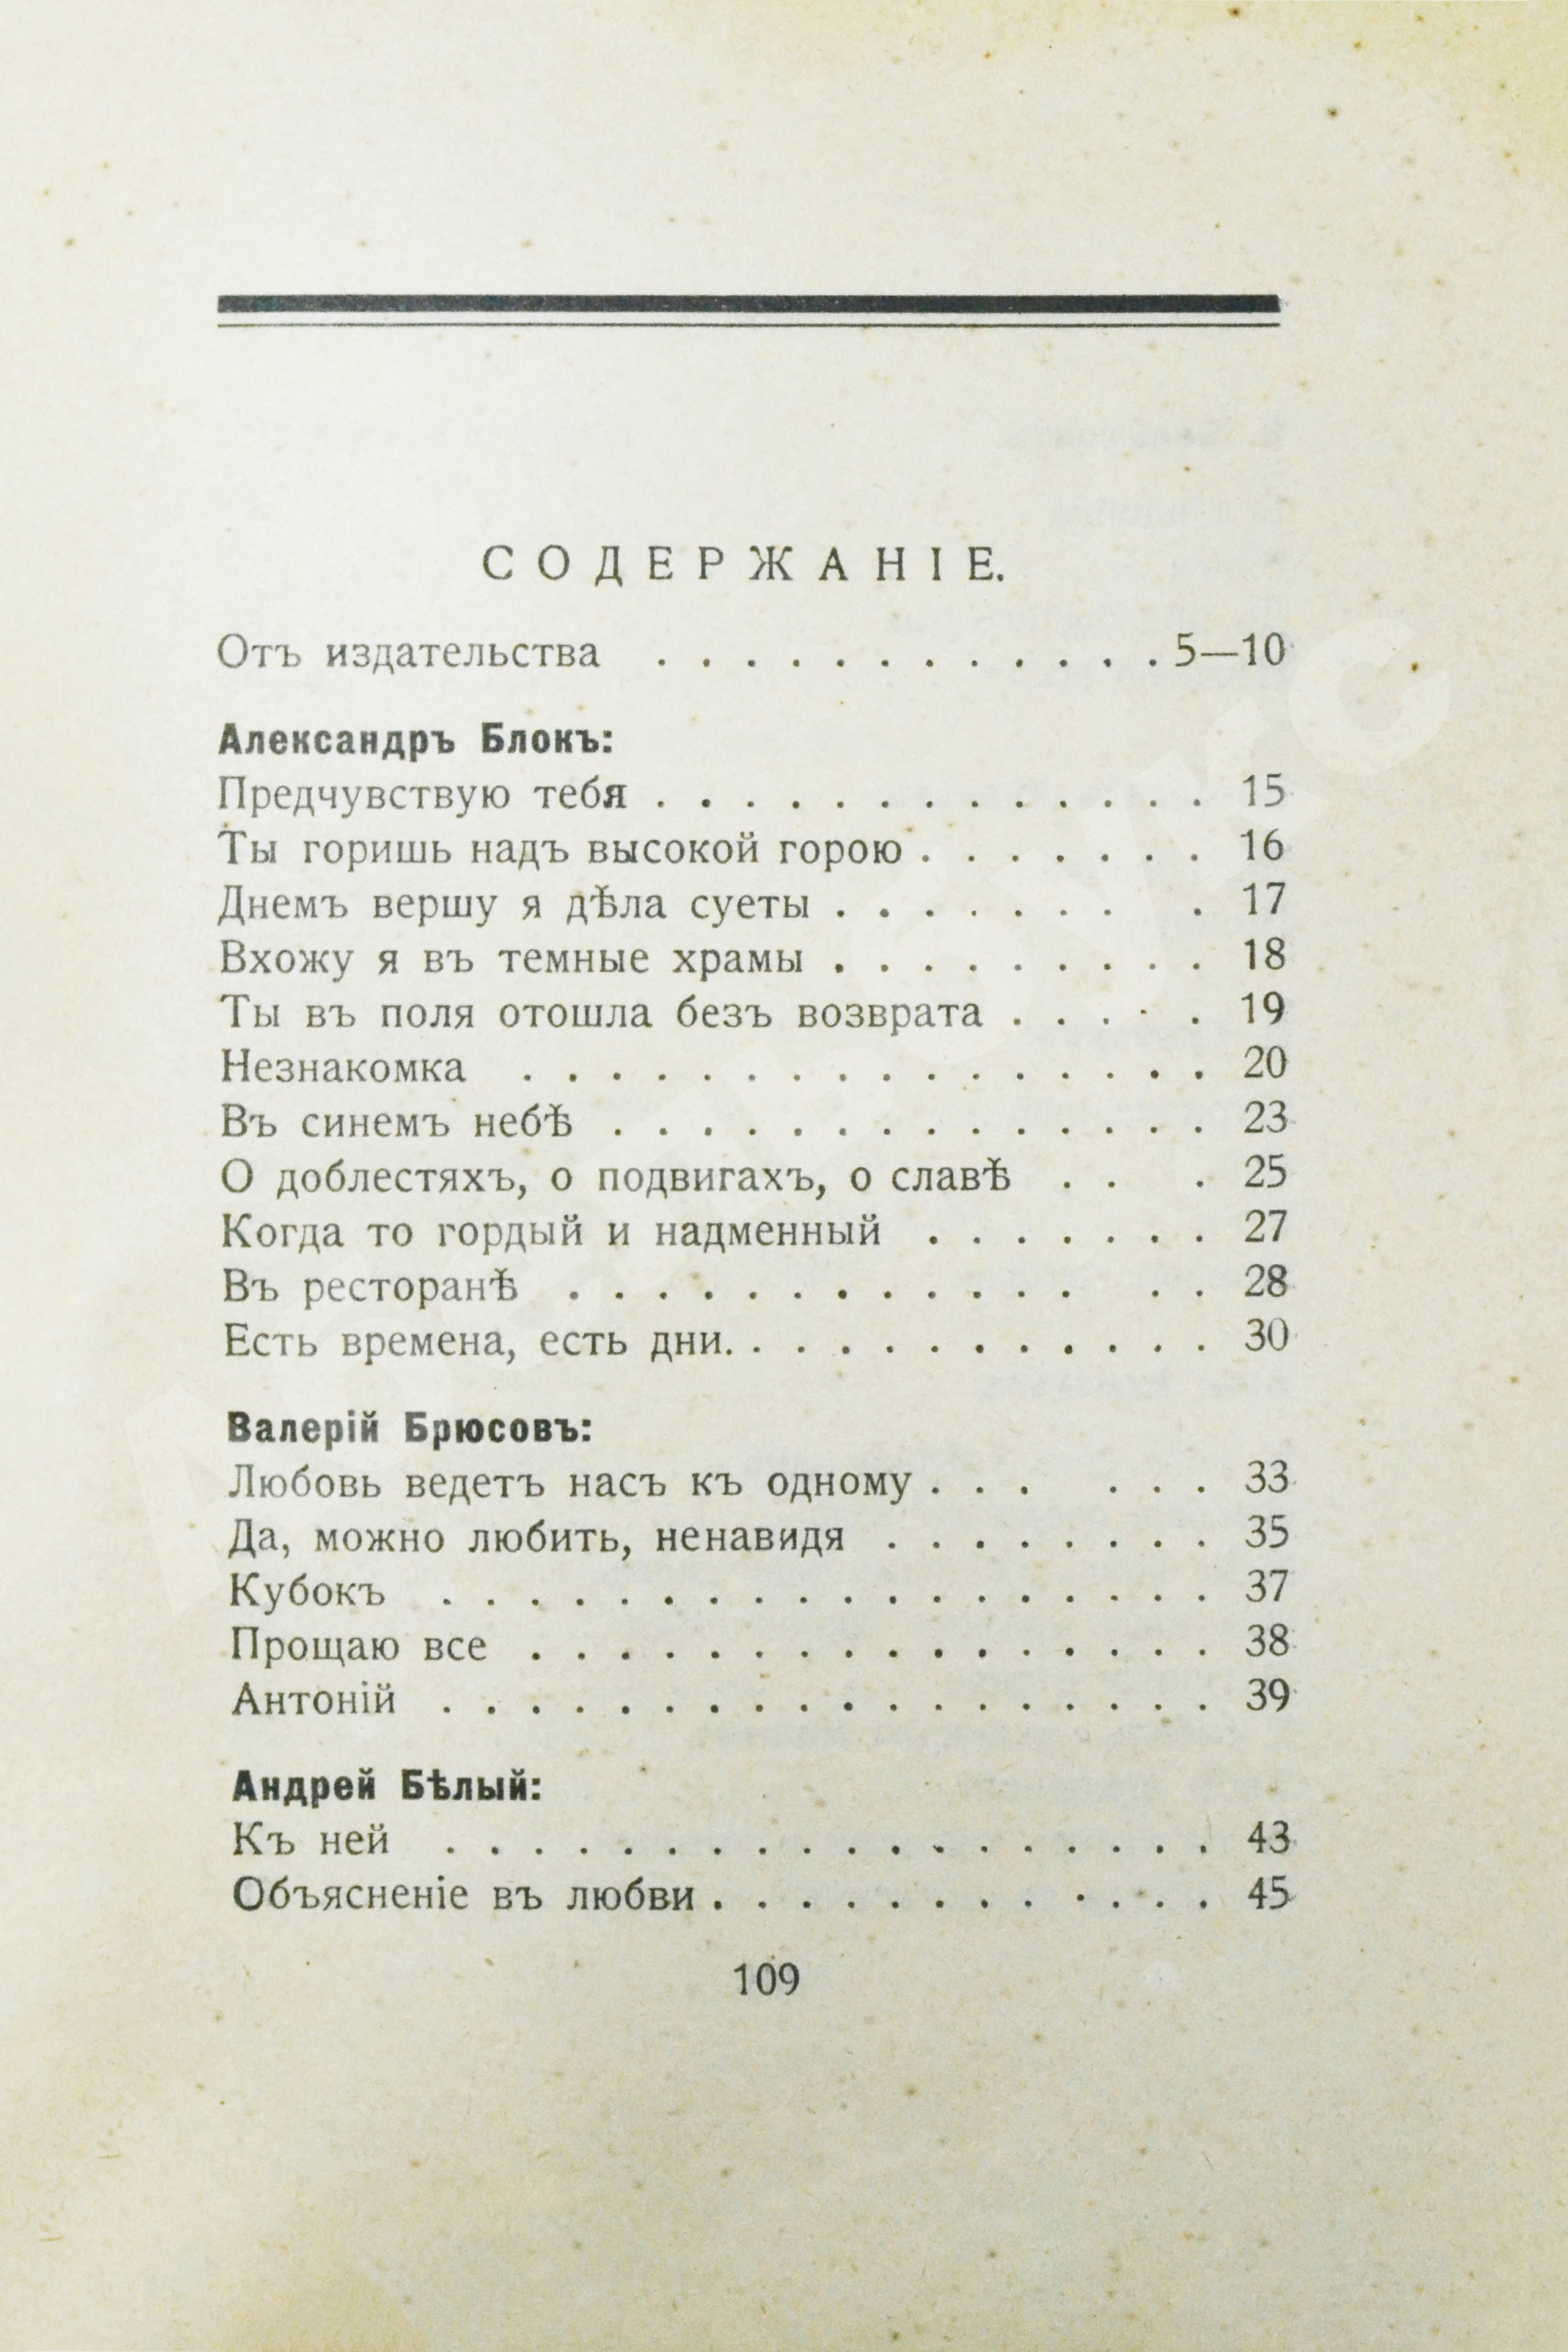 СОДЕРЖАНІЕ.
Отъ издательства . . . . . . . . . . . . 5—10
Александръ Блокъ:
Предчувствую тебя . . . . . . . . . . . . . 15
Ты горишь надъ высокой горою . . . . . . . 16
Днемъ вершу я дѣла суеты . . . . . . . . 17
Вхожу я въ темные храмы . . . . . . . . . 18
Ты въ поля отошла безъ возврата . . . . . 19
Незнакомка . . . . . . . . . . . . . . . . 20
Въ синемъ небѣ . . . . . . . . . . . . . . 23
О доблестяхъ, о подвигахъ, о славѣ . . . 25
Когда то гордый и надменный . . . . . . . 27
Въ ресторанѣ . . . . . . . . . . . . . . 28
Есть времена, есть дни. . . . . . . . . . . . 30
Валерій Брюсовъ:
Любовь ведетъ насъ къ одному . . . . . . 33
Да, можно любить, ненавидя . . . . . . . . 35
Кубокъ . . . . . . . . . . . . . . . . . . 37
Прощаю все . . . . . . . . . . . . . . . . 38
Антоній . . . . . . . . . . . . . . . . . . 39
Андрей Бѣлый:
Къ ней . . . . . . . . . . . . . . . . . . 43
Объясненіе въ любви . . . . . . . . . . . . 45
109